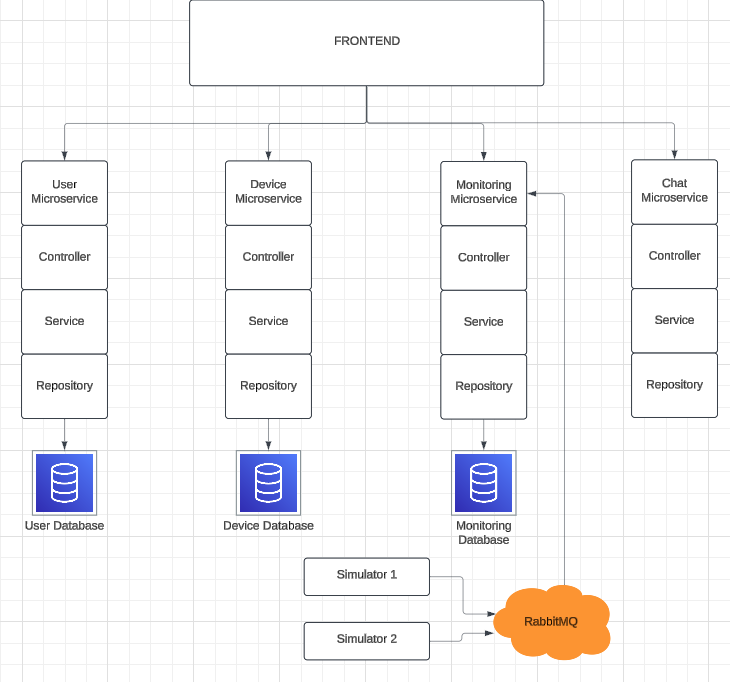 FRONTEND
User
Microservice
Device
Microservice
Monitoring
Microservice
Chat
Microservice
Controller
Controller
Controller
Controller
Service
Service
Service
Service
Repository
Repository
Repository
Repository
User Database
Device Database
Monitoring
Database
Simulator 1
Simulator 2
RabbitMQ